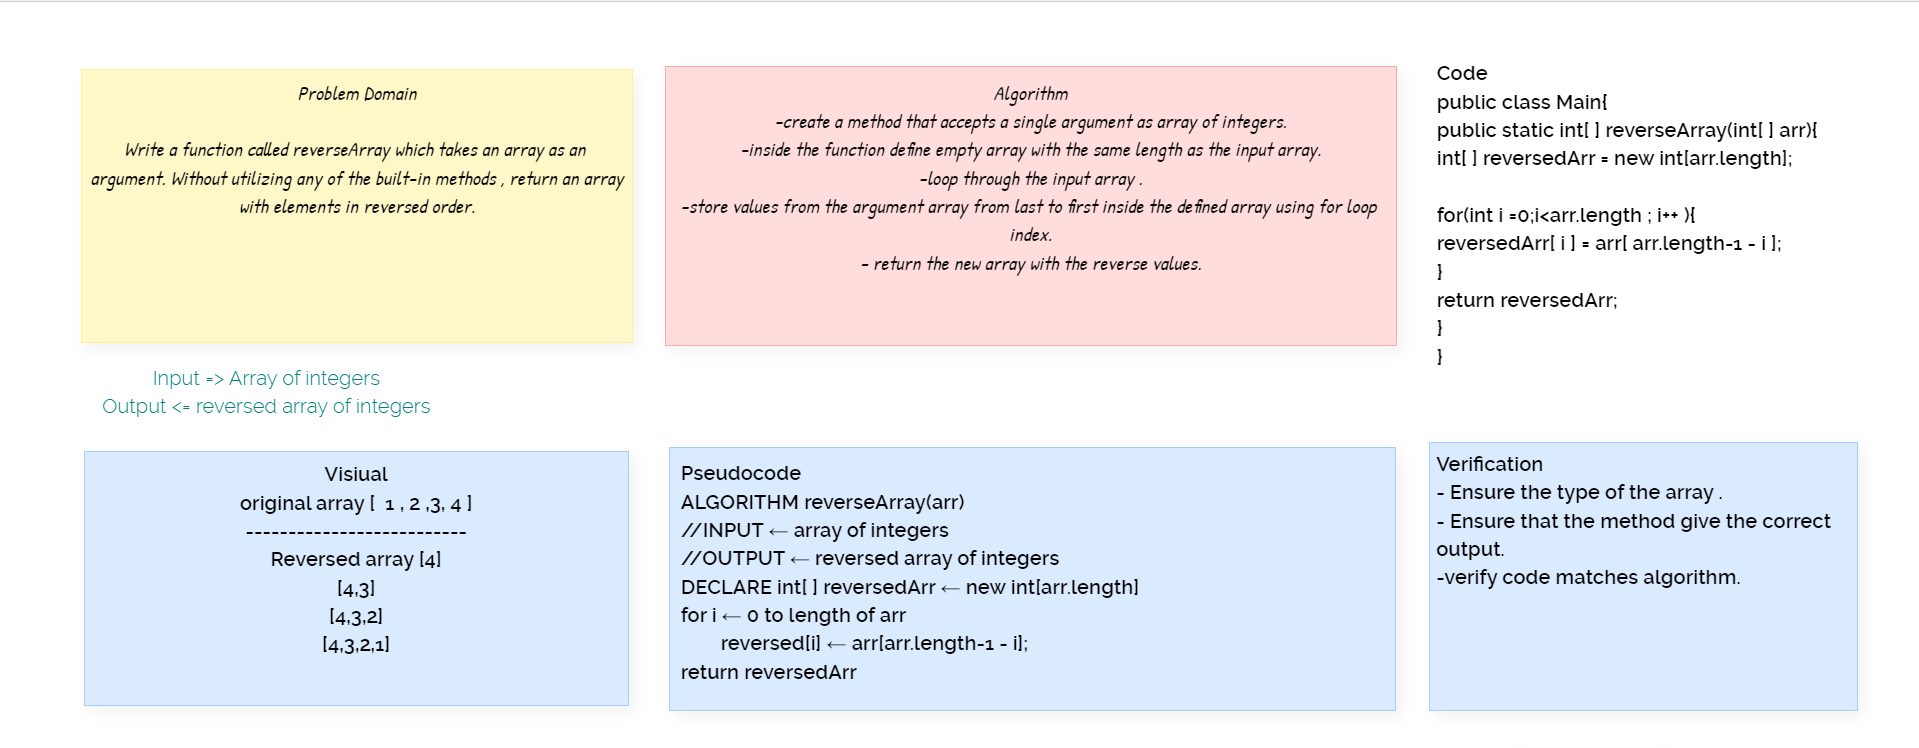 Problem Domain
Write a function called reverseArray which takes an array as an
argument. Without utilizing any of the built-in methods , return an array
with elements in reversed order.
Algorithm
-create a method that accepts a single argument as array of integers.
-inside the function define empty array with the same length as the input array.
-loop through the input array .
-store values from the argument array from last to first inside the defined array using for loop
index.
- return the new array with the reverse values.
Code
public class Main{
public static int[ ] reverseArray(int[ ] arr){
int[ ] reversedArr = new int[arr.length];
for(int i =0;i<arr.length ; i++ ){
reversedArr[ i ] = arr[ arr.length-1 - i ];
}
return reversedArr;
}
}
Input => Array of integers
Output <= reversed array of integers
Visiual
original array [  1 , 2 ,3, 4 ]
--------------------------
Reversed array [4]
[4,3]
[4,3,2]
[4,3,2,1]
Pseudocode
ALGORITHM reverseArray(arr)
//INPUT ← array of integers
//OUTPUT ← reversed array of integers
DECLARE int[ ] reversedArr ← new int[arr.length]
for i ← 0 to length of arr
reversed[i] ← arr[arr.length-1 - i];
return reversedArr
Verification
- Ensure the type of the array .
- Ensure that the method give the correct
output.
-verify code matches algorithm.